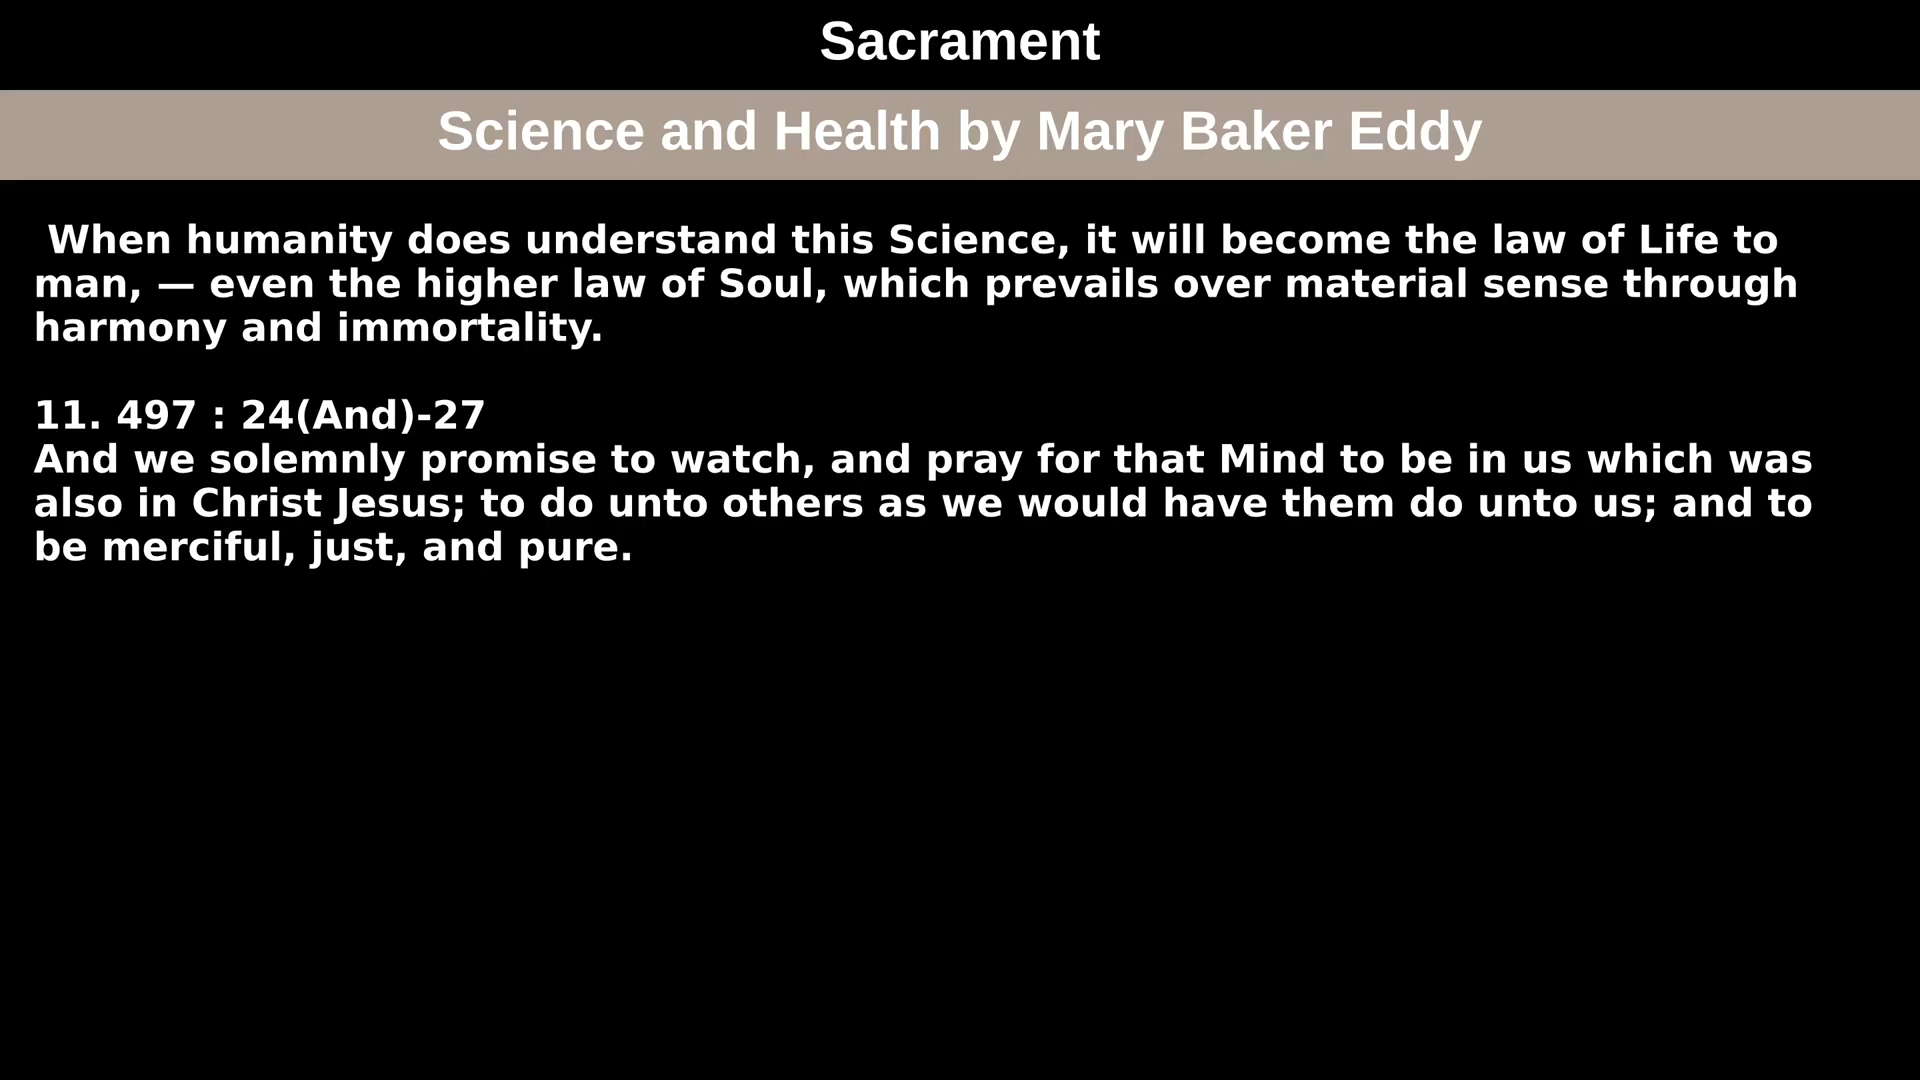 Sacrament
Science and Health by Mary Baker Eddy
When humanity does understand this Science, it will become the law of Life to
man, — even the higher law of Soul, which prevails over material sense through
harmony and immortality.
11. 497 : 24(And)-27
And we solemnly promise to watch, and pray for that Mind to be in us which was
also in Christ Jesus; to do unto others as we would have them do unto us; and to
be merciful, just, and pure.